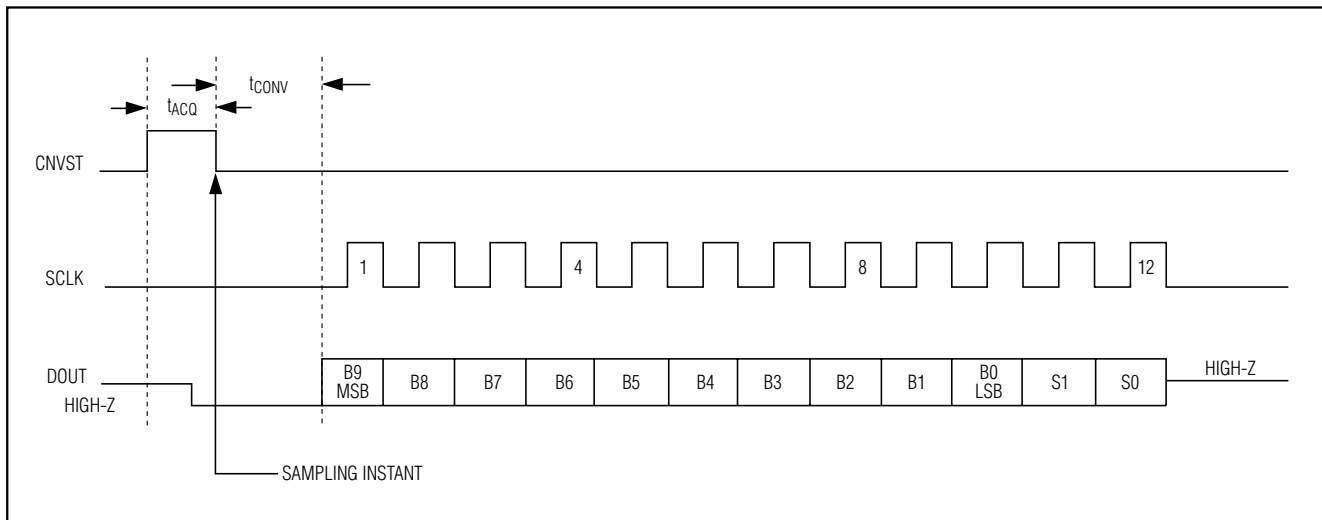 tCONV
tACQ
CNVST
SCLK
1
4
8
12
DOUT
HIGH-Z
B9
MSB
B8
B7
B6
B5
B4
B3
B2
B1
B0
LSB
S1
S0
HIGH-Z
SAMPLING INSTANT